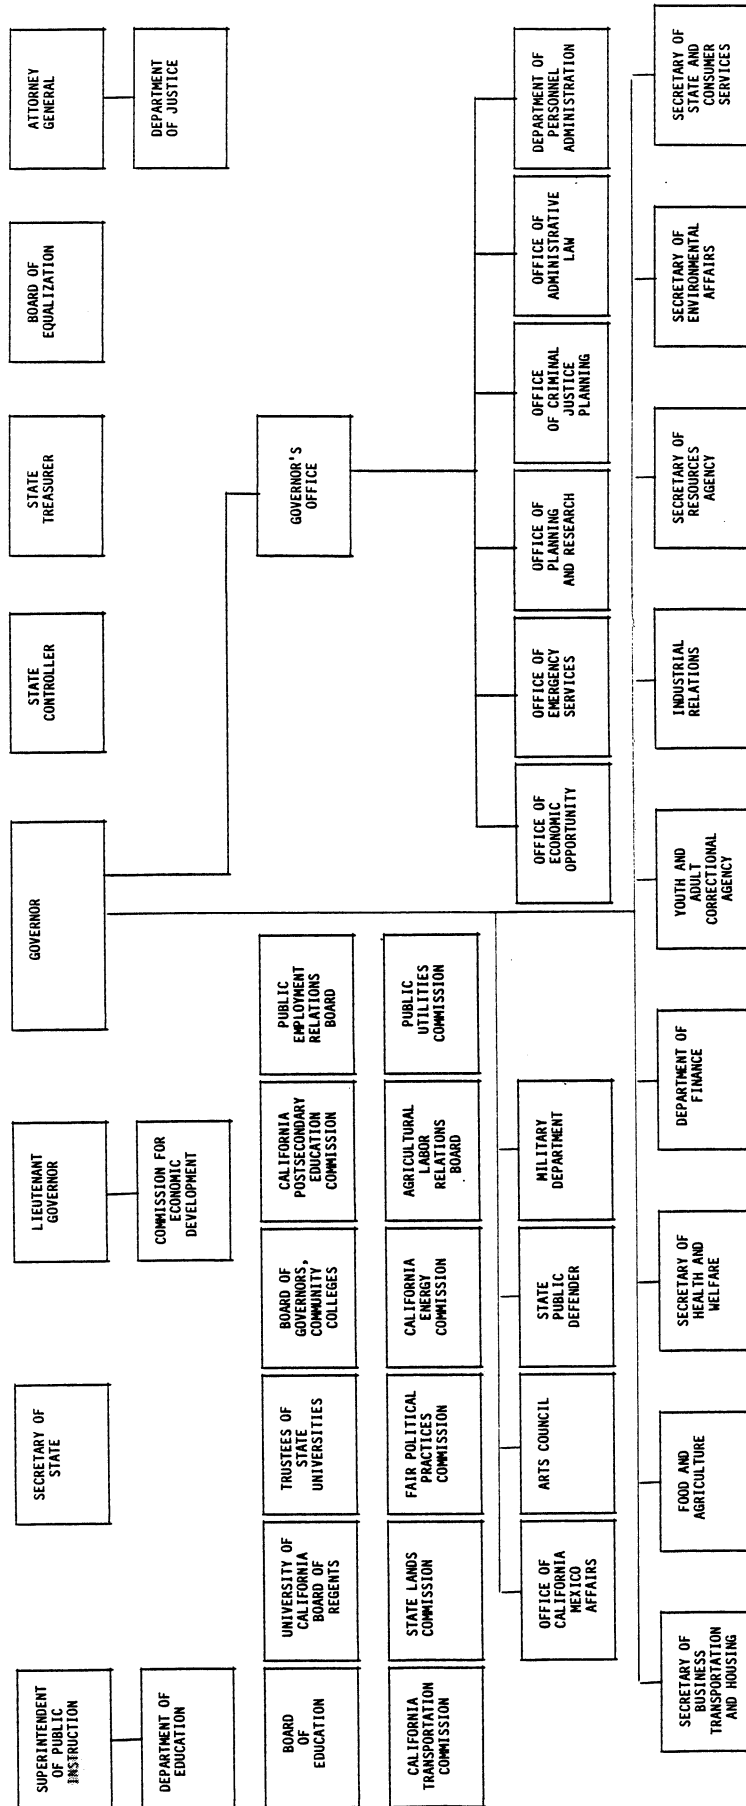 SUPERINTENDENT
OF PUBLIC
INSTRUCTION
SECRETARY OF
STATE
LIEUTENANT
GOVERNOR
GOVERNOR
STATE
CONTROLLER
STATE
TREASURER
BOARD OF
EQUALIZATION
ATTORNEY
GENERAL
DEPARTMENT OF
EDUCATION
COMMISSION FOR
ECONOMIC
DEVELOPMENT
DEPARTMENT
OF JUSTICE
BOARD
OF
EDUCATION
UNIVERSITY OF
CALIFORNIA
BOARD OF
REGENTS
TRUSTEES OF
STATE
UNIVERSITIES
BOARD OF
GOVERNORS,
COMMUNITY
COLLEGES
CALIFORNIA
POSTSECONDARY
EDUCATION
COMMISSION
PUBLIC
EMPLOYMENT
RELATIONS
BOARD
GOVERNOR'S
OFFICE
CALIFORNIA
TRANSPORTATION
COMMISSION
STATE LANDS
COMMISSION
FAIR POLITICAL
PRACTICES
COMMISSION
CALIFORNIA
ENERGY
COMMISSION
AGRICULTURAL
LABOR
RELATIONS
BOARD
PUBLIC
UTILITIES
COMMISSION
OFFICE OF
CALIFORNIA
MEXICO
AFFAIRS
ARTS COUNCIL
STATE
PUBLIC
DEFENDER
MILITARY
DEPARTMENT
OFFICE OF
ECONOMIC
OPPORTUNITY
OFFICE OF
EMERGENCY
SERVICES
OFFICE OF
PLANNING
AND RESEARCH
OFFICE
OF CRIMINAL
JUSTICE
PLANNING
OFFICE OF
ADMINISTRATIVE
LAW
DEPARTMENT OF
PERSONNEL
ADMINISTRATION
SECRETARY OF
BUSINESS
TRANSPORTATION
AND HOUSING
FOOD AND
AGRICULTURE
SECRETARY OF
HEALTH AND
WELFARE
DEPARTMENT OF
FINANCE
YOUTH AND
ADULT
CORRECTIONAL
AGENCY
INDUSTRIAL
RELATIONS
SECRETARY OF
RESOURCES
AGENCY
SECRETARY OF
ENVIRONMENTAL
AFFAIRS
SECRETARY OF
STATE AND
CONSUMER
SERVICES